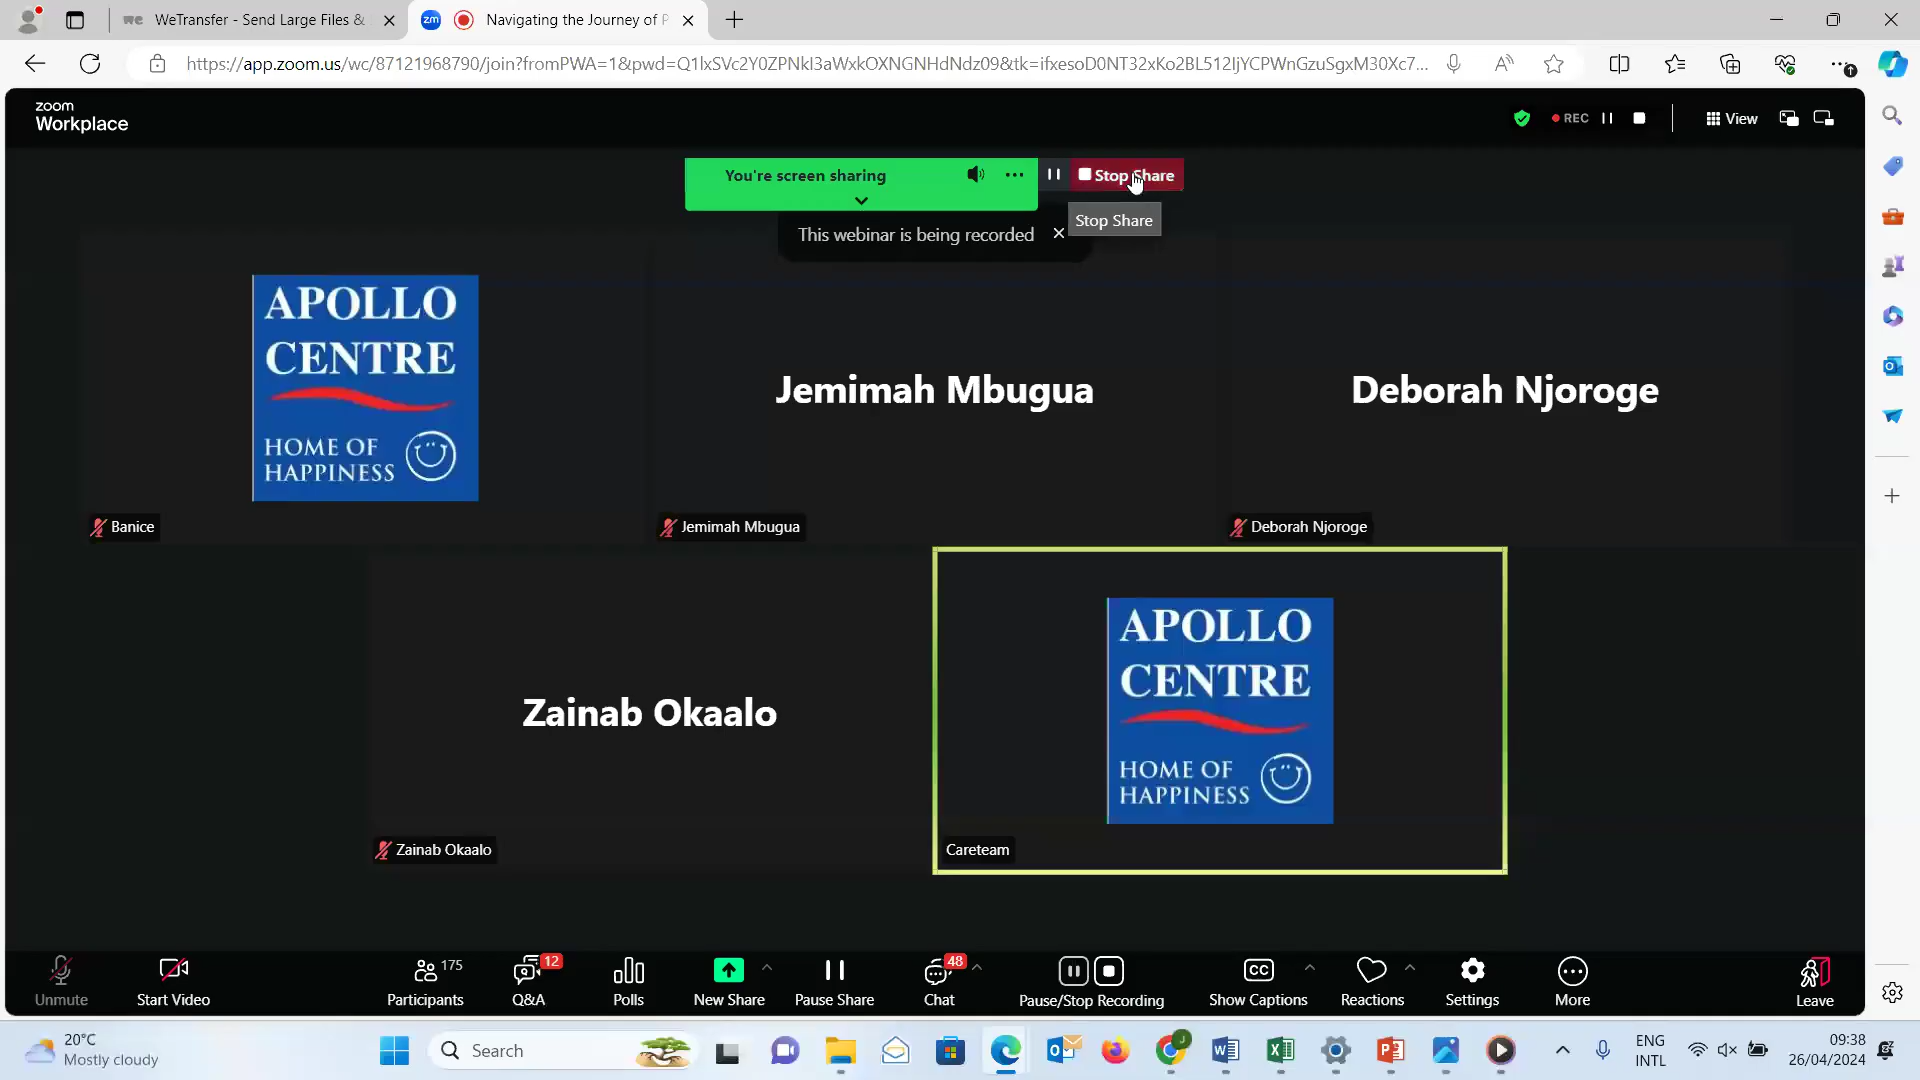 WeTransfer - Send Large Files &
zm
Navigating the Journey of P
https://app.zoom.us/wc/87121968790/join?fromPWA=1&pwd=Q1lxSVc2Y0ZPNkl3aWxkOXNGNHdNdz09&tk=ifxesoD0NT32xKo2BL512IjYCPWnGzuSgxM30Xc7...
zoom
Workplace
REC
View
You're screen sharing
Stop Share
Stop Share
This webinar is being recorded
APOLLO
CENTRE
HOME OF
HAPPINESS
Jemimah Mbugua
Deborah Njoroge
Banice
Jemimah Mbugua
Deborah Njoroge
Zainab Okaalo
APOLLO
CENTRE
HOME OF
HAPPINESS
Zainab Okaalo
Careteam
Unmute
Start Video
175
Participants
12
Q&A
Polls
New Share
Pause Share
48
Chat
Pause/Stop Recording
CC
Show Captions
Reactions
Settings
More
Leave
20°C
Mostly cloudy
Search
ENG
INTL
09:38
26/04/2024